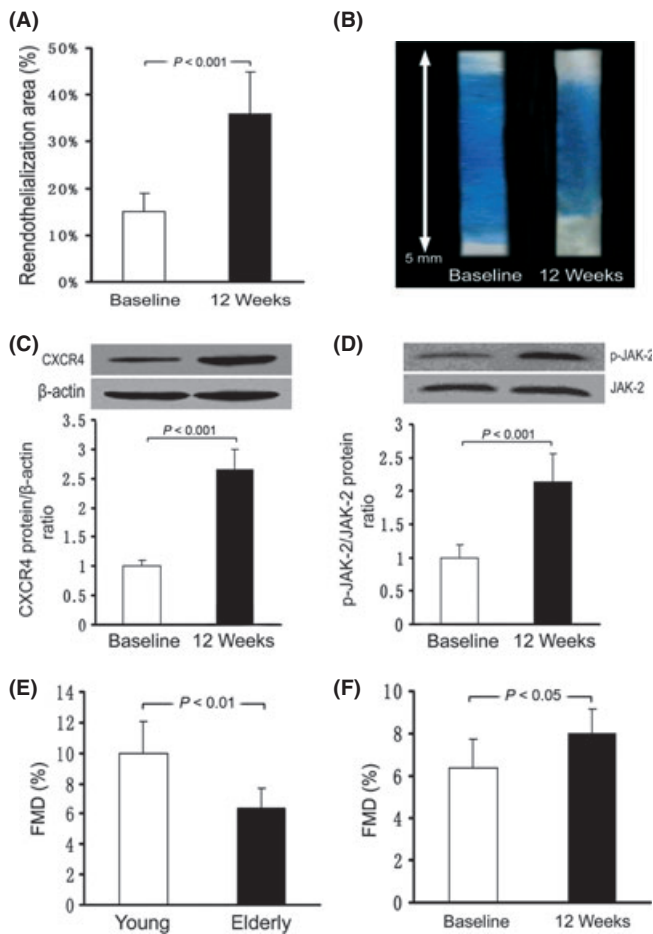 (A)
Reendothelialization area (%)
50%
40%
30%
20%
10%
0%
P < 0.001
Baseline 12 Weeks
(B)
5 mm
Baseline 12 Weeks
(C)
CXCR4
β-actin
CXCR4 protein/β-actin
ratio
3.5
3
2.5
2
1.5
1
0.5
0
P < 0.001
Baseline 12 Weeks
(D)
p-JAK-2
JAK-2
p-JAK-2/JAK-2 protein
ratio
3
2.5
2
1.5
1
0.5
0
P < 0.001
Baseline 12 Weeks
(E)
FMD (%)
14
12
10
8
6
4
2
0
P < 0.01
Young Elderly
(F)
FMD (%)
10
8
6
4
2
0
P < 0.05
Baseline 12 Weeks